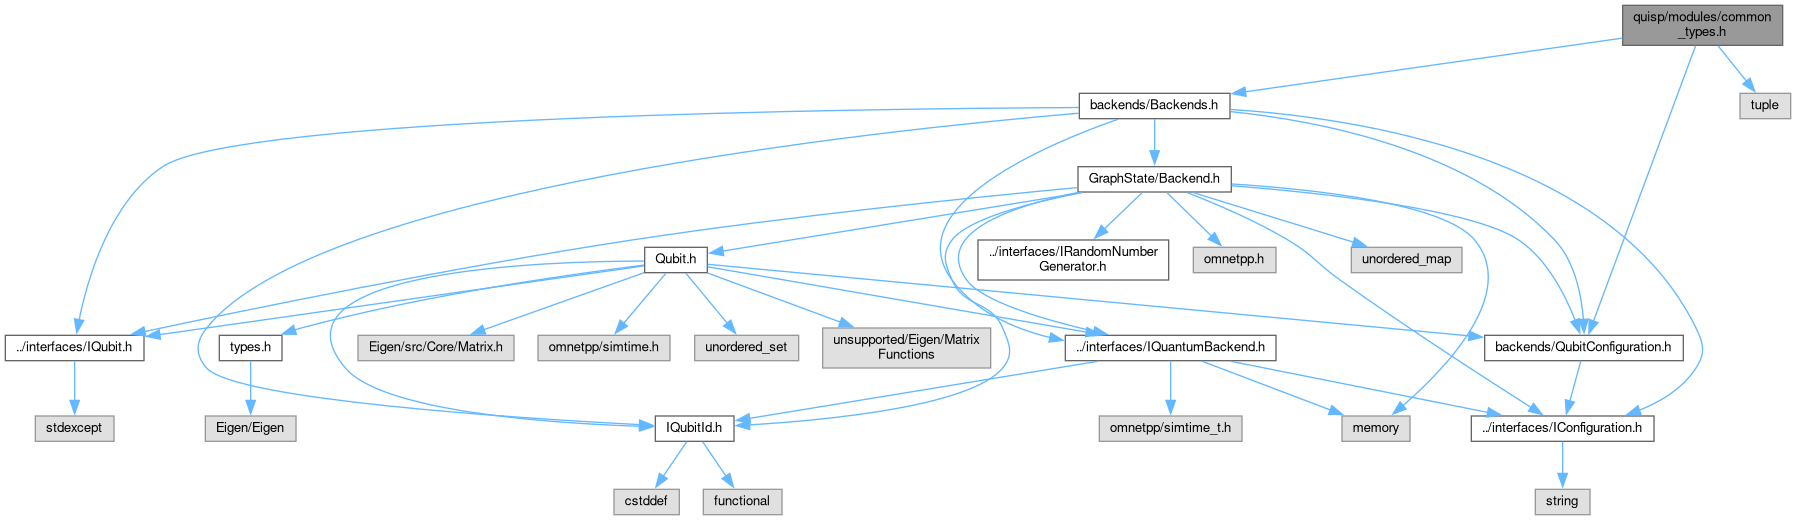 quisp/modules/common
_types.h
backends/Backends.h
tuple
GraphState/Backend.h
Qubit.h
../interfaces/IRandomNumber
Generator.h
omnetpp.h
unordered_map
../interfaces/IQubit.h
types.h
Eigen/src/Core/Matrix.h
omnetpp/simtime.h
unordered_set
unsupported/Eigen/Matrix
Functions
../interfaces/IQuantumBackend.h
backends/QubitConfiguration.h
stdexcept
Eigen/Eigen
IQubitId.h
omnetpp/simtime_t.h
memory
../interfaces/IConfiguration.h
cstddef
functional
string